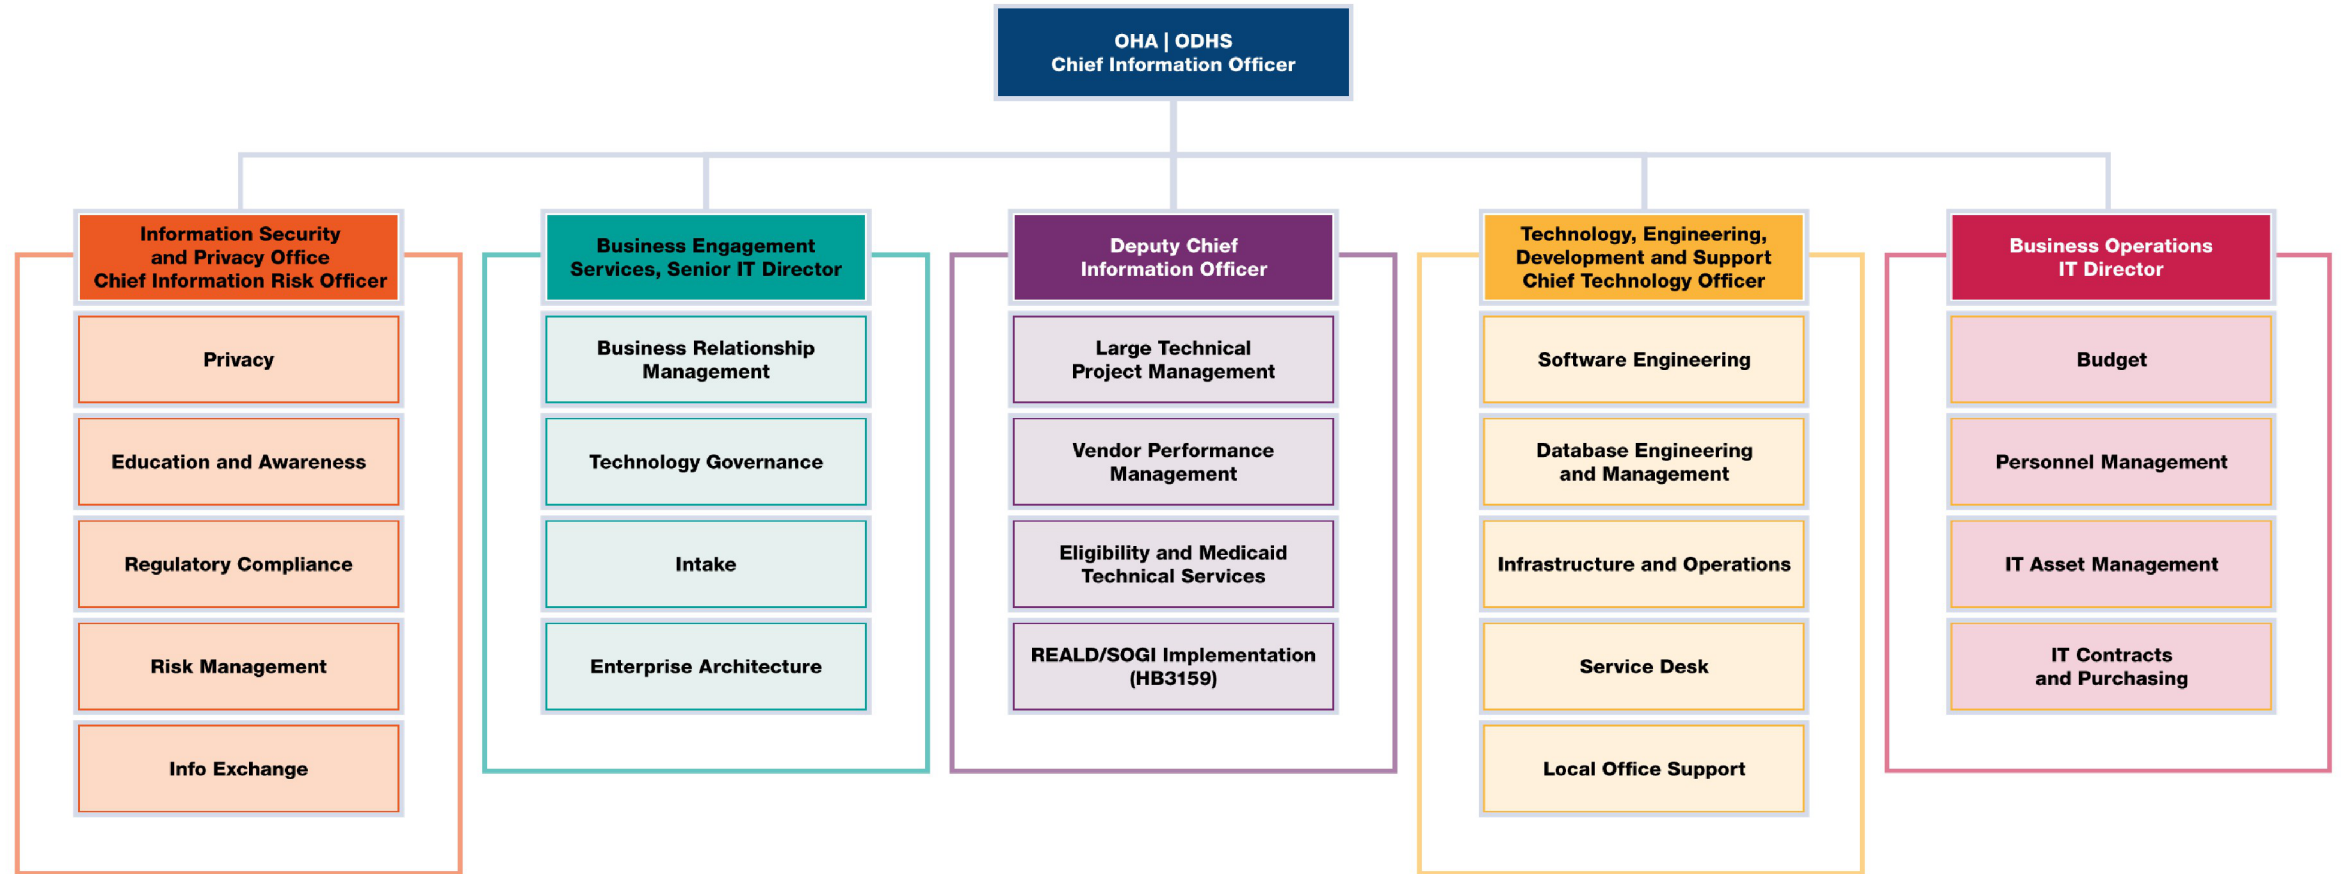 OHA | ODHS
Chief Information Officer
Information Security
and Privacy Office
Chief Information Risk Officer
Privacy
Education and Awareness
Regulatory Compliance
Risk Management
Info Exchange
Business Engagement
Services, Senior IT Director
Business Relationship
Management
Technology Governance
Intake
Enterprise Architecture
Deputy Chief
Information Officer
Large Technical
Project Management
Vendor Performance
Management
Eligibility and Medicaid
Technical Services
REALD/SOGI Implementation
(HB3159)
Technology, Engineering,
Development and Support
Chief Technology Officer
Software Engineering
Database Engineering
and Management
Infrastructure and Operations
Service Desk
Local Office Support
Business Operations
IT Director
Budget
Personnel Management
IT Asset Management
IT Contracts
and Purchasing